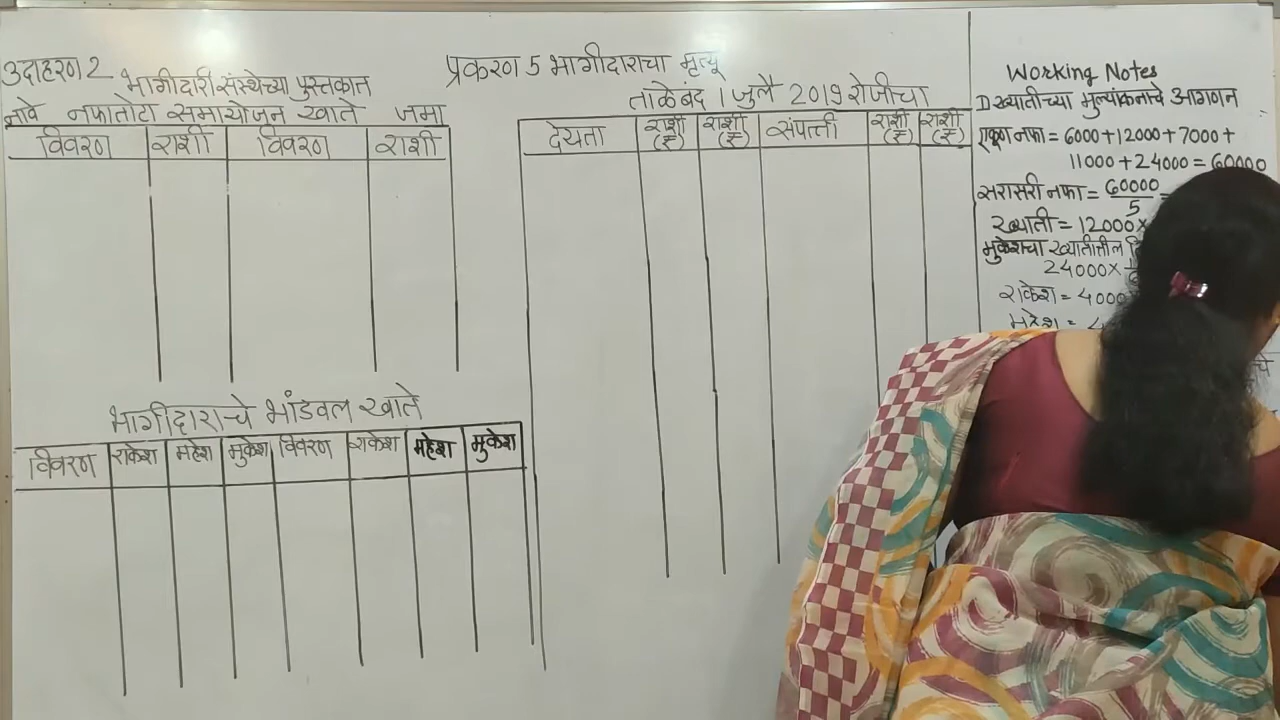 उदाहरण 2
प्रकरण 5 भागीदाराचा मृत्यू
भागीदारी संस्थेच्या पुस्तकात
नावे नफातोटा समायोजन खाते जमा
विवरण राशी विवरण राशी
भागीदाराचे भांडवल खाते
विवरण राकेश महेश मुकेश विवरण राकेश महेश मुकेश
ताळेबंद 1 जुलै 2019 रोजीचा
देयता राशी (₹) राशी (₹) संपत्ती राशी (₹) राशी (₹)
Working Notes
1) ख्यातीच्या मुल्यांकनाचे आगणन
एकूण नफा = 6000 + 12000 + 7000 +
11000 + 24000 = 60000
सरासरी नफा = 60000/5 =
ख्याती = 12000 ×
मुकेशचा ख्यातीतील
24000 ×
राकेश = 4000
महेश =